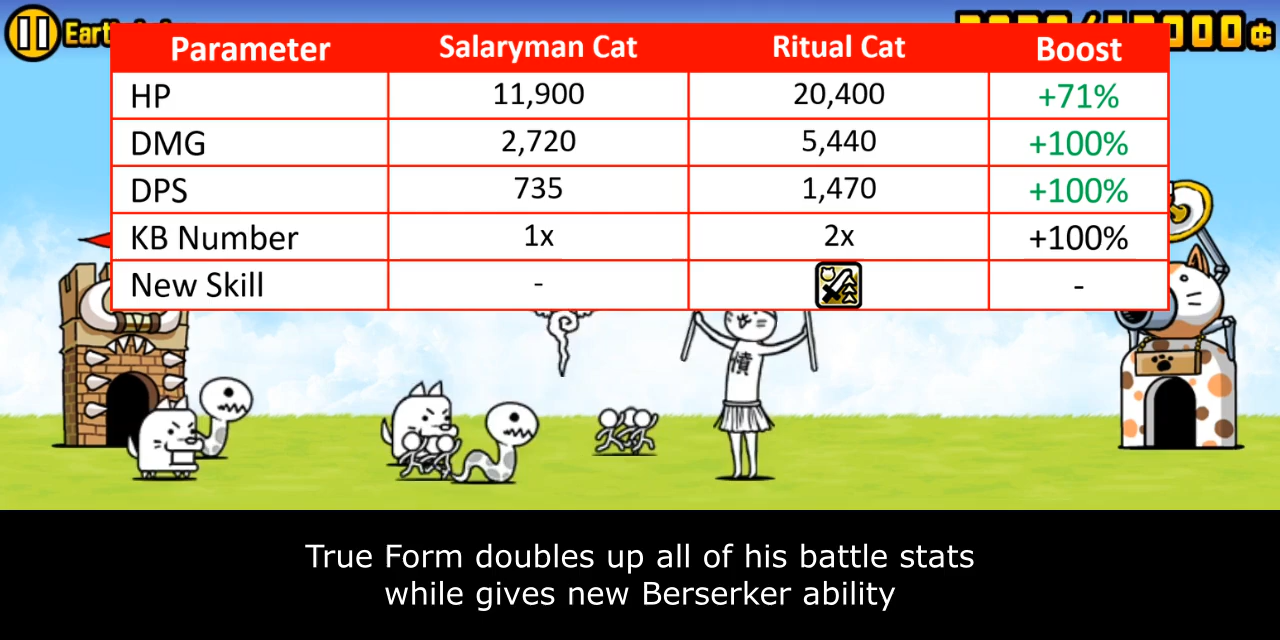 Parameter Salaryman Cat Ritual Cat Boost
HP 11,900 20,400 +71%
DMG 2,720 5,440 +100%
DPS 735 1,470 +100%
KB Number 1x 2x +100%
New Skill - -
憤
True Form doubles up all of his battle stats
while gives new Berserker ability